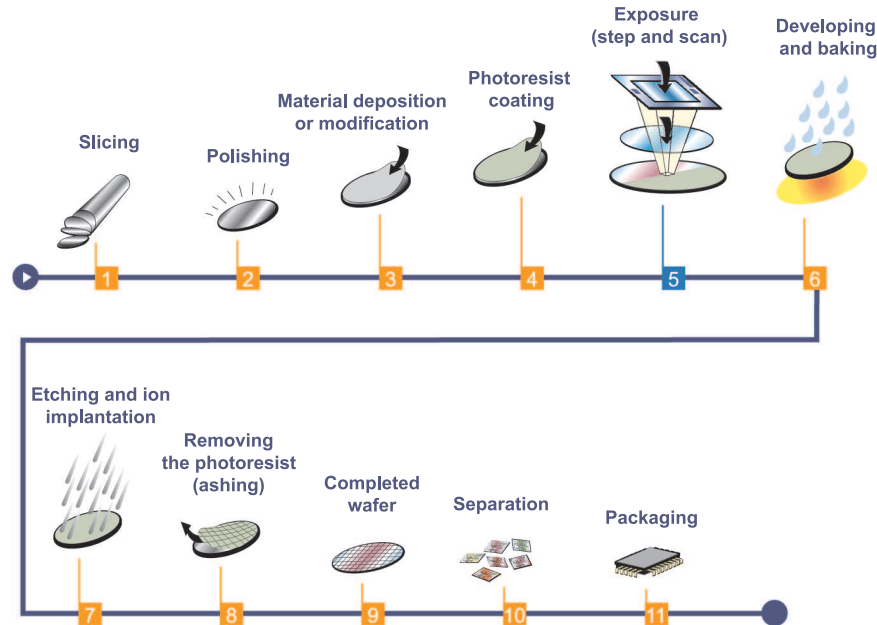 Slicing
1
Polishing
2
Material deposition
or modification
3
Photoresist
coating
4
Exposure
(step and scan)
5
Developing
and baking
6
Etching and ion
implantation
7
Removing
the photoresist
(ashing)
8
Completed
wafer
9
Separation
10
Packaging
11